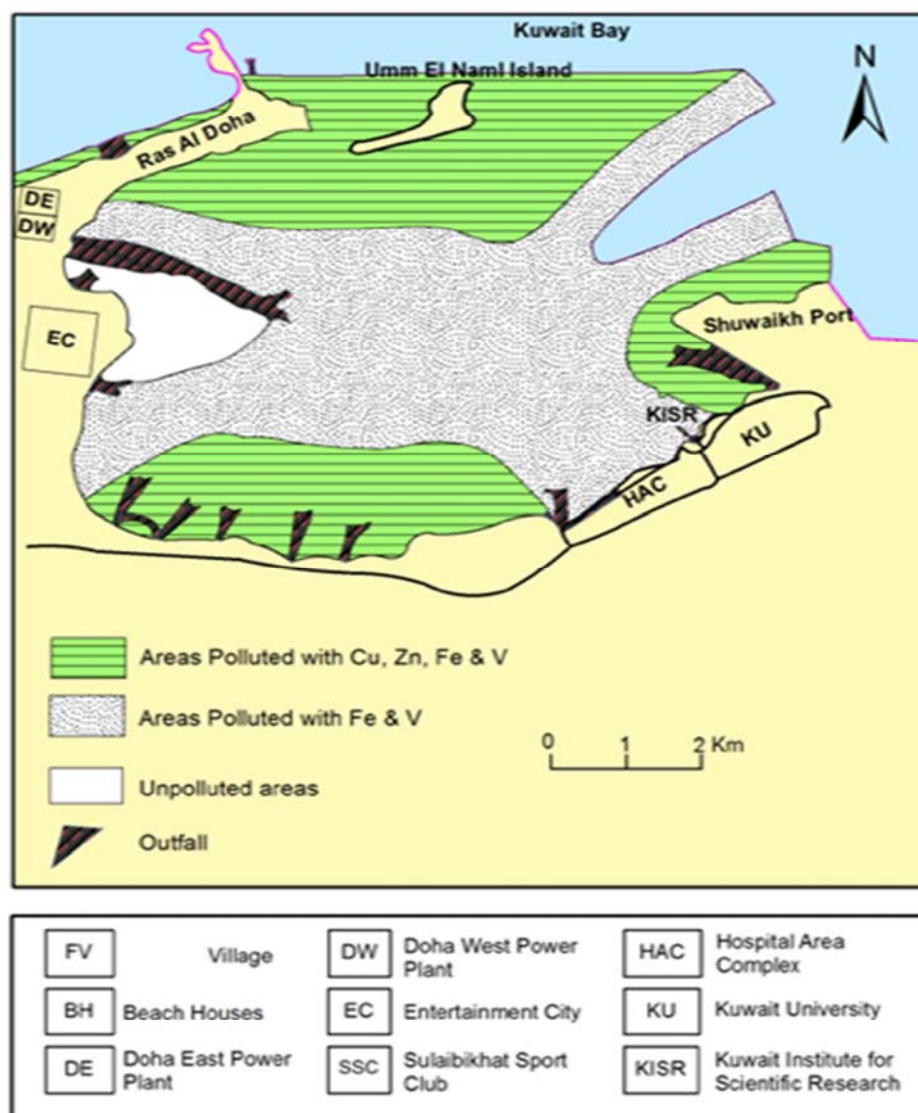 Kuwait Bay
Umm El Naml Island
N
Ras Al Doha
DE
DW
EC
Shuwaikh Port
KISR
KU
HAC
Areas Polluted with Cu, Zn, Fe & V
Areas Polluted with Fe & V
0 1 2 Km
Unpolluted areas
Outfall
FV Village
DW Doha West Power
Plant
HAC Hospital Area
Complex
BH Beach Houses
EC Entertainment City
KU Kuwait University
DE Doha East Power
Plant
SSC Sulaibikhat Sport
Club
KISR Kuwait Institute for
Scientific Research